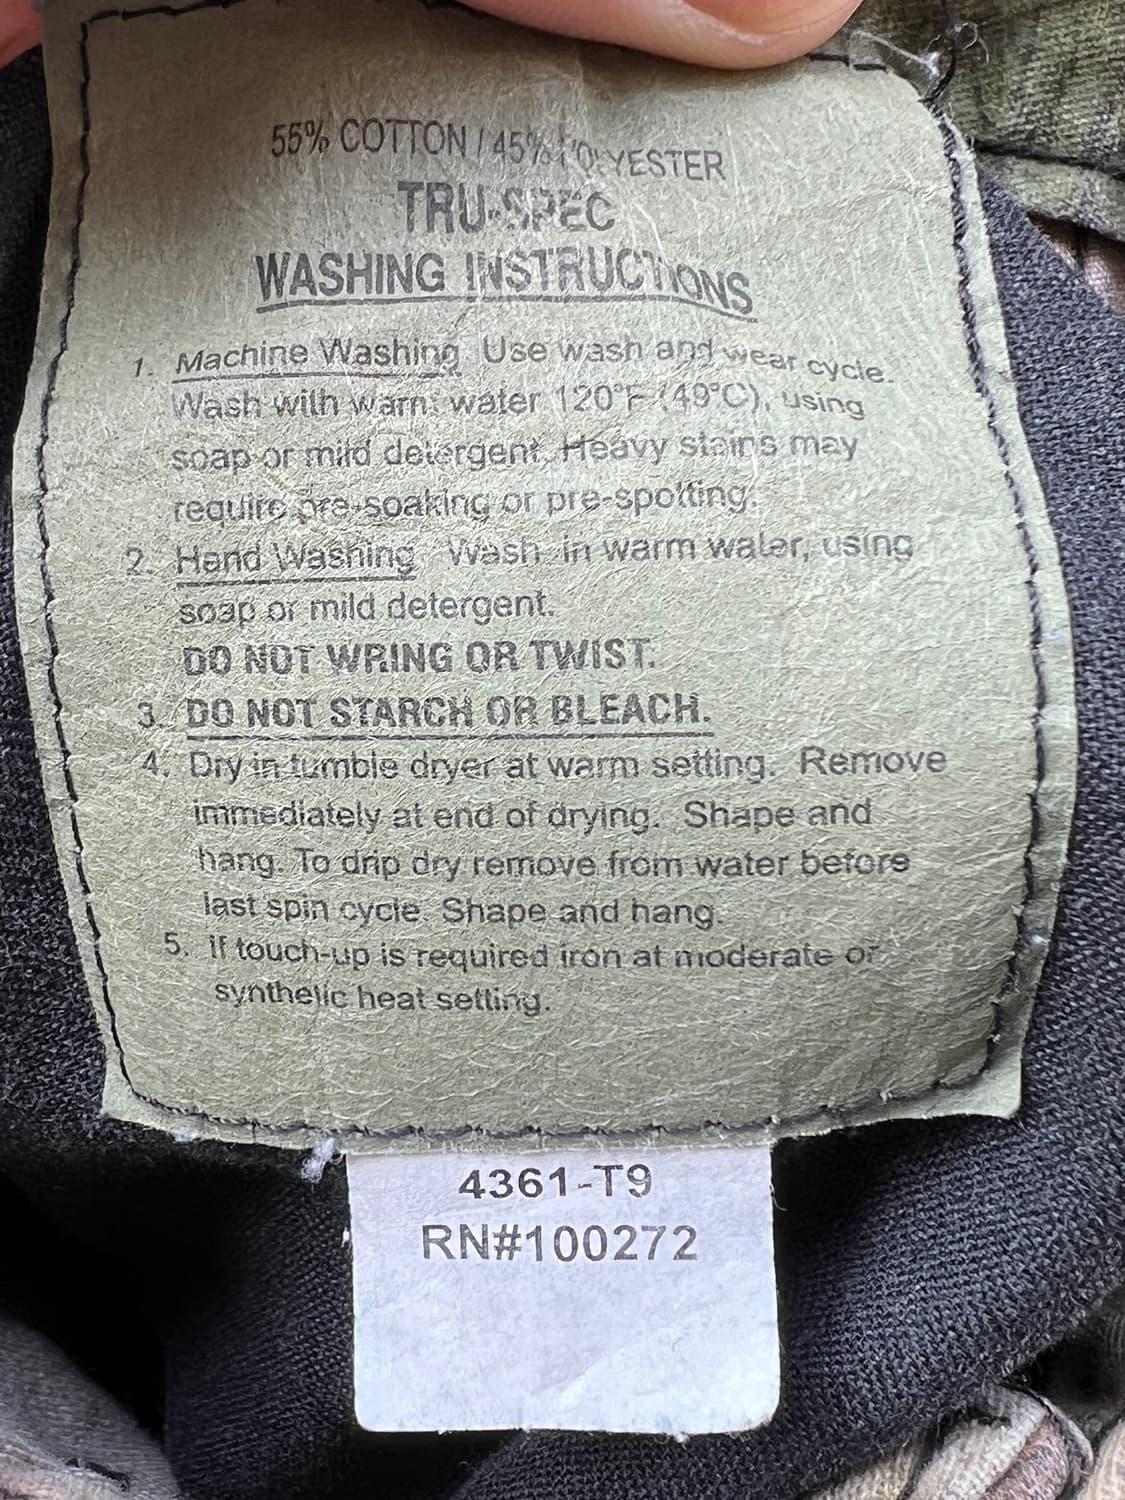 55% COTTON / 45% POLYESTER
TRU-SPEC
WASHING INSTRUCTIONS
1. Machine Washing Use wash and wear cycle.
Wash with warm water 120°F (49°C), using
soap or mild detergent. Heavy stains may
require pre-soaking or pre-spotting.
2. Hand Washing Wash in warm water, using
soap or mild detergent.
DO NOT WRING OR TWIST.
3. DO NOT STARCH OR BLEACH.
4. Dry in tumble dryer at warm setting. Remove
immediately at end of drying. Shape and
hang. To drip dry remove from water before
last spin cycle. Shape and hang.
5. If touch-up is required iron at moderate or
synthetic heat setting.
4361-T9
RN#100272